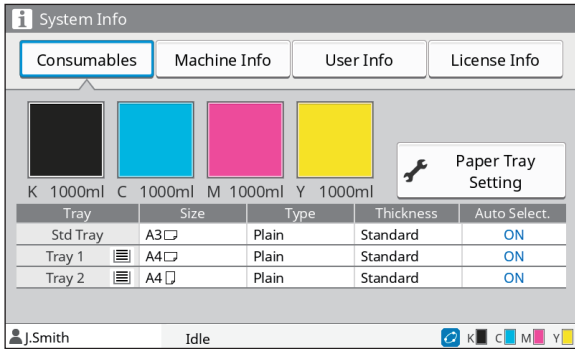 System Info
Consumables Machine Info User Info License Info
K 1000ml C 1000ml M 1000ml Y 1000ml
Paper Tray
Setting
Tray Size Type Thickness Auto Select.
Std Tray A3 Plain Standard ON
Tray 1 A4 Plain Standard ON
Tray 2 A4 Plain Standard ON
J.Smith Idle K C M Y